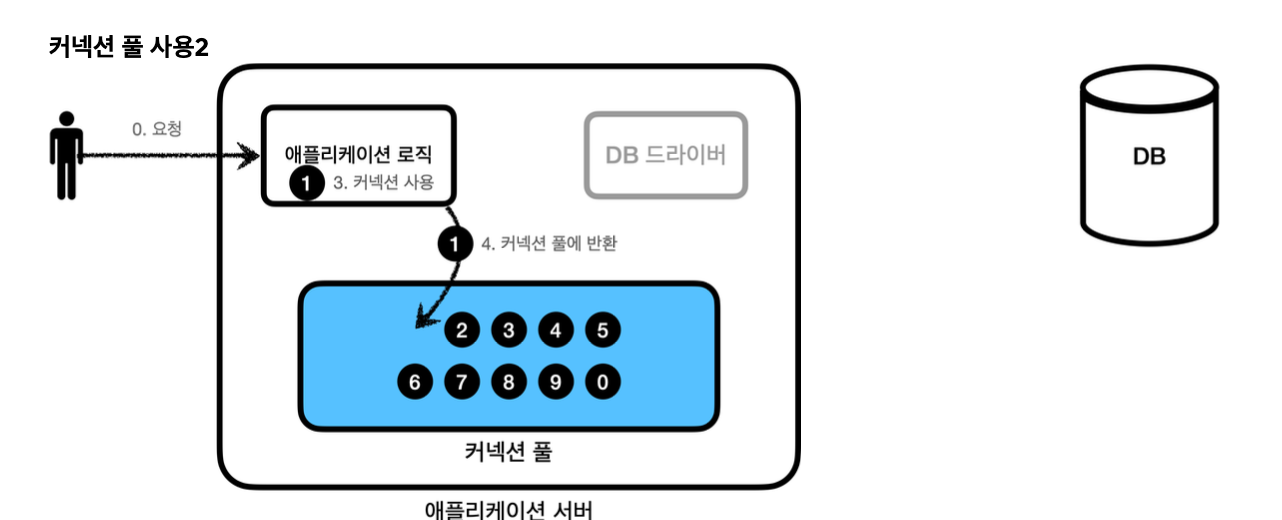 커넥션 풀 사용2
0. 요청
애플리케이션 로직
1 3. 커넥션 사용
DB 드라이버
DB
1 4. 커넥션 풀에 반환
2 3 4 5
6 7 8 9 0
커넥션 풀
애플리케이션 서버